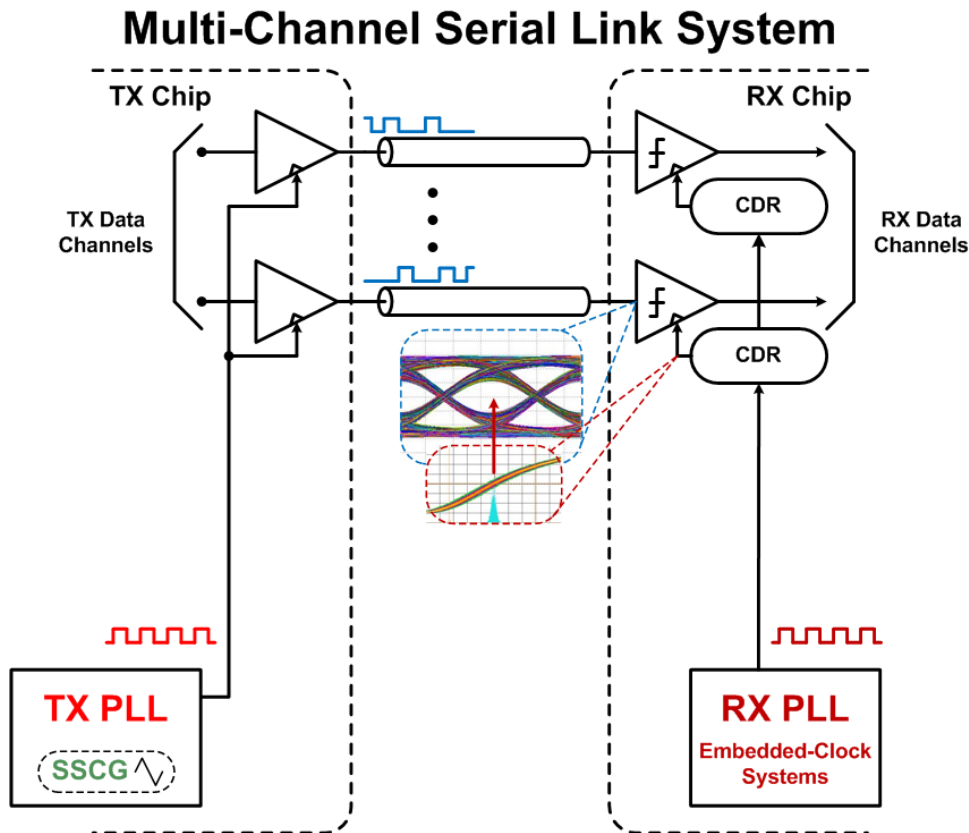 Multi-Channel Serial Link System
TX Chip
RX Chip
TX Data
Channels
CDR
RX Data
Channels
CDR
TX PLL
SSCG
RX PLL
Embedded-Clock
Systems